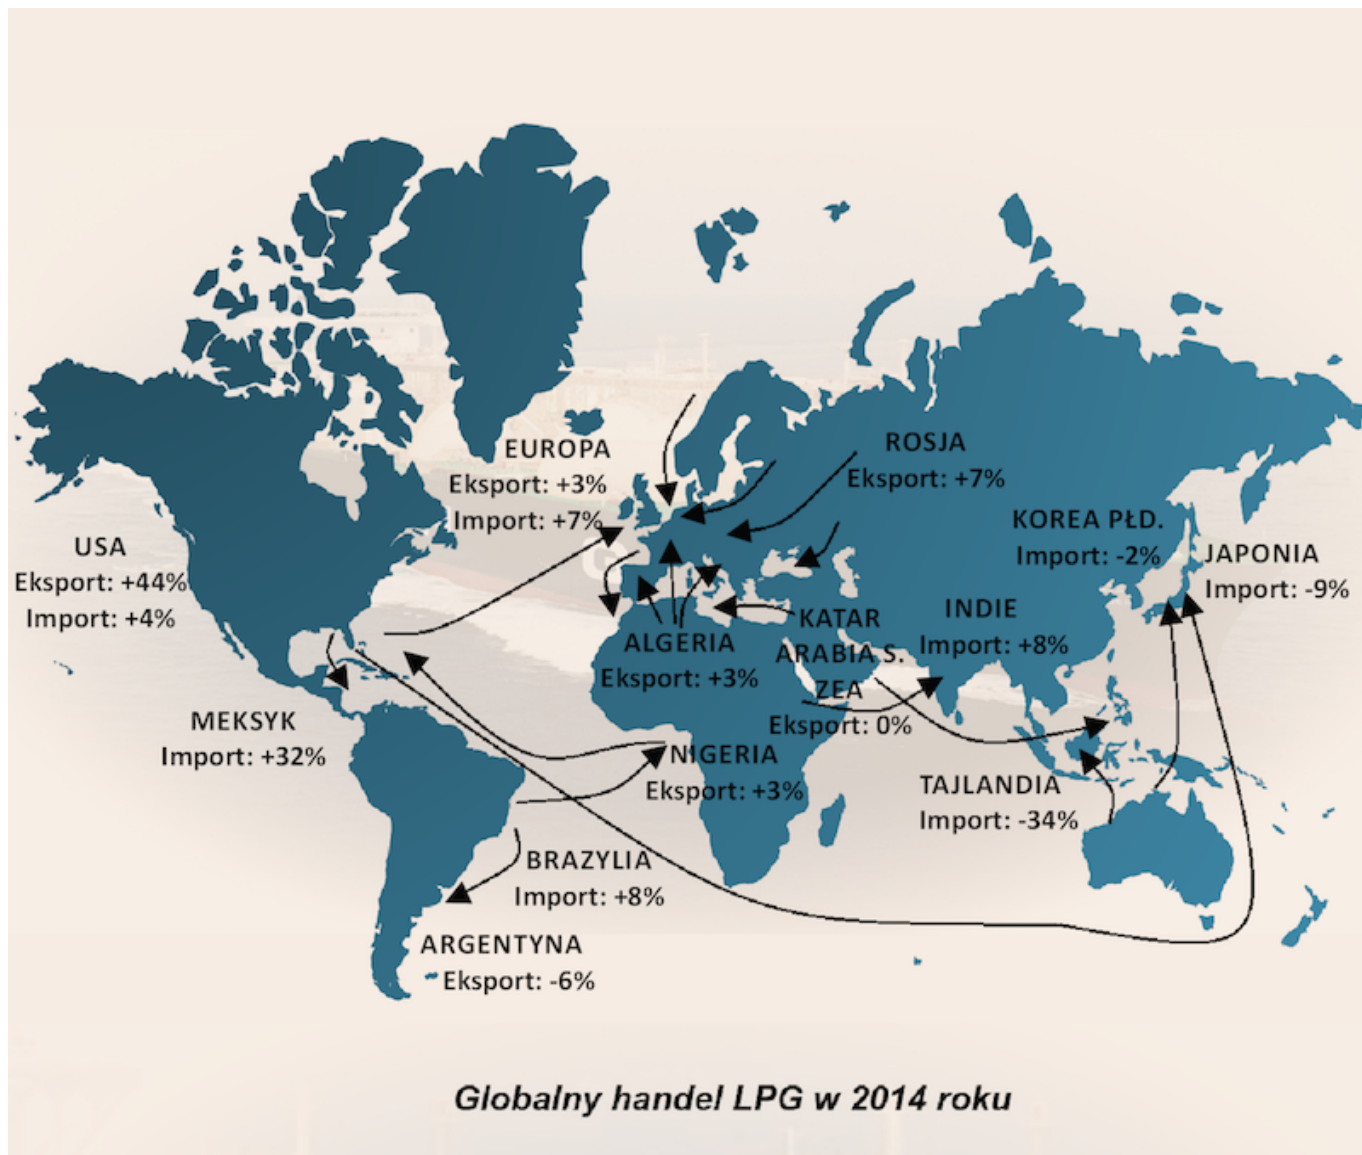 EUROPA
Eksport: +3%
Import: +7%
ROSJA
Eksport: +7%
KOREA PŁD.
Import: -2%
JAPONIA
Import: -9%
USA
Eksport: +44%
Import: +4%
INDIE
Import: +8%
ALGERIA
Eksport: +3%
KATAR
ARABIA S.
ZEA
Eksport: 0%
MEKSYK
Import: +32%
NIGERIA
Eksport: +3%
TAJLANDIA
Import: -34%
BRAZYLIA
Import: +8%
ARGENTYNA
Eksport: -6%
Globalny handel LPG w 2014 roku